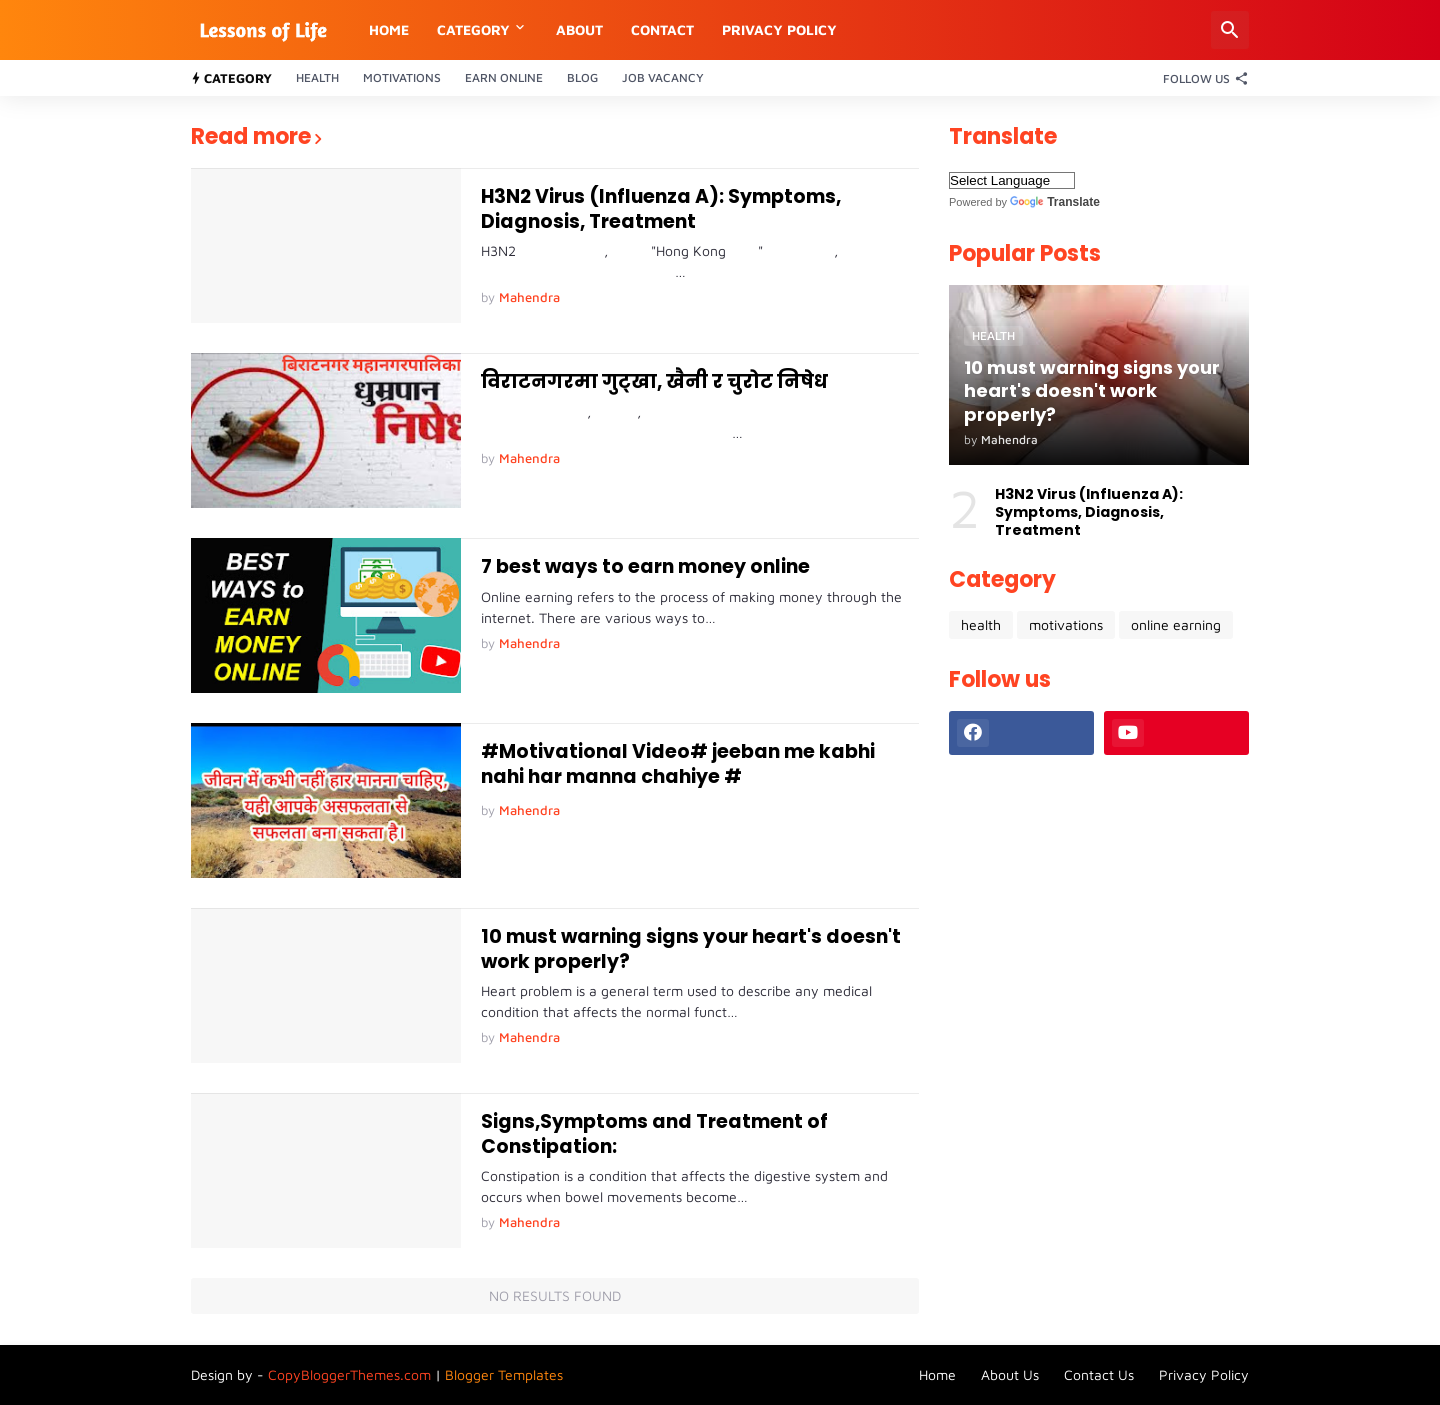 Lessons of Life
HOME CATEGORY ABOUT CONTACT PRIVACY POLICY
CATEGORY HEALTH MOTIVATIONS EARN ONLINE BLOG JOB VACANCY FOLLOW US
Read more
H3N2 Virus (Influenza A): Symptoms,
Diagnosis, Treatment
H3N2 , "Hong Kong " ,
...
by Mahendra
बिराटनगर महानगरपालिका
धुम्रपान
निषेध
विराटनगरमा गुट्खा, खैनी र चुरोट निषेध
, ,
...
by Mahendra
BEST
WAYS to
EARN
MONEY
ONLINE
7 best ways to earn money online
Online earning refers to the process of making money through the
internet. There are various ways to...
by Mahendra
जीवन में कभी नहीं हार मानना चाहिए,
यही आपके असफलता से
सफलता बना सकता है।
#Motivational Video# jeeban me kabhi
nahi har manna chahiye #
by Mahendra
10 must warning signs your heart's doesn't
work properly?
Heart problem is a general term used to describe any medical
condition that affects the normal funct...
by Mahendra
Signs,Symptoms and Treatment of
Constipation:
Constipation is a condition that affects the digestive system and
occurs when bowel movements become...
by Mahendra
NO RESULTS FOUND
Translate
Select Language
Powered by Google Translate
Popular Posts
HEALTH
10 must warning signs your
heart's doesn't work
properly?
by Mahendra
2
H3N2 Virus (Influenza A):
Symptoms, Diagnosis,
Treatment
Category
health motivations online earning
Follow us
Design by - CopyBloggerThemes.com | Blogger Templates
Home About Us Contact Us Privacy Policy